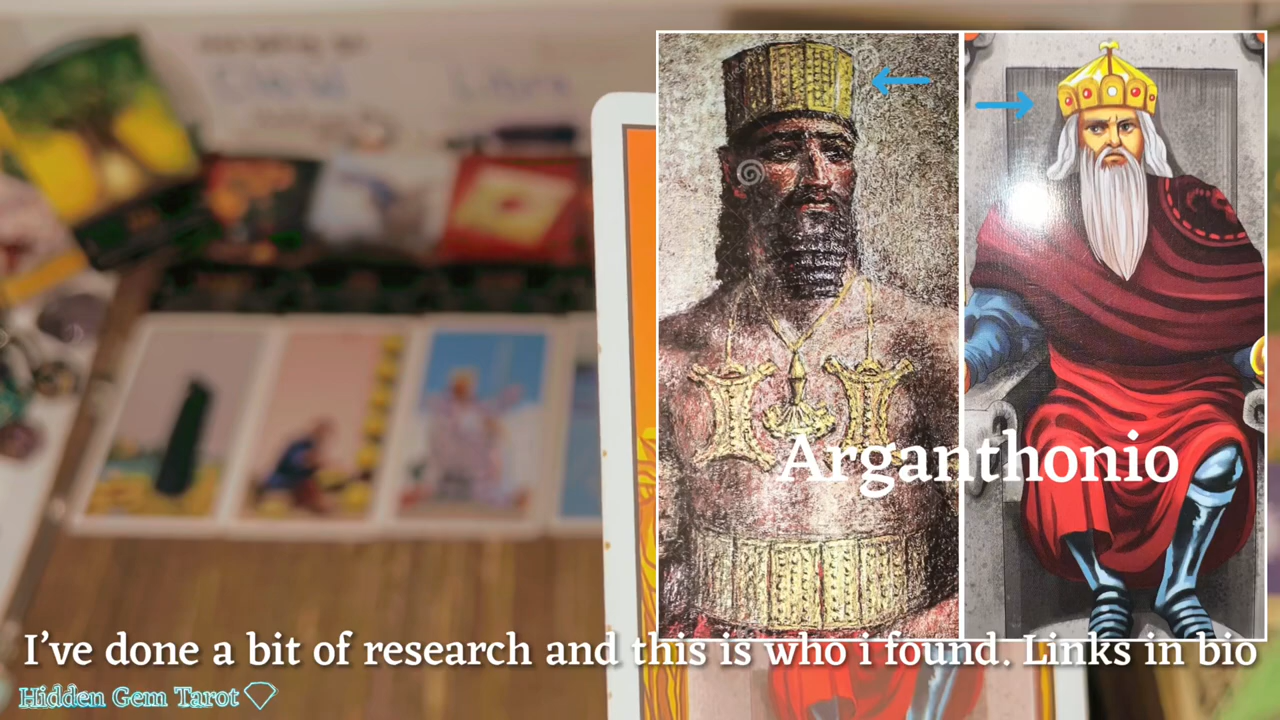 Arganthonio
I've done a bit of research and this is who i found. Links in bio
Hidden Gem Tarot